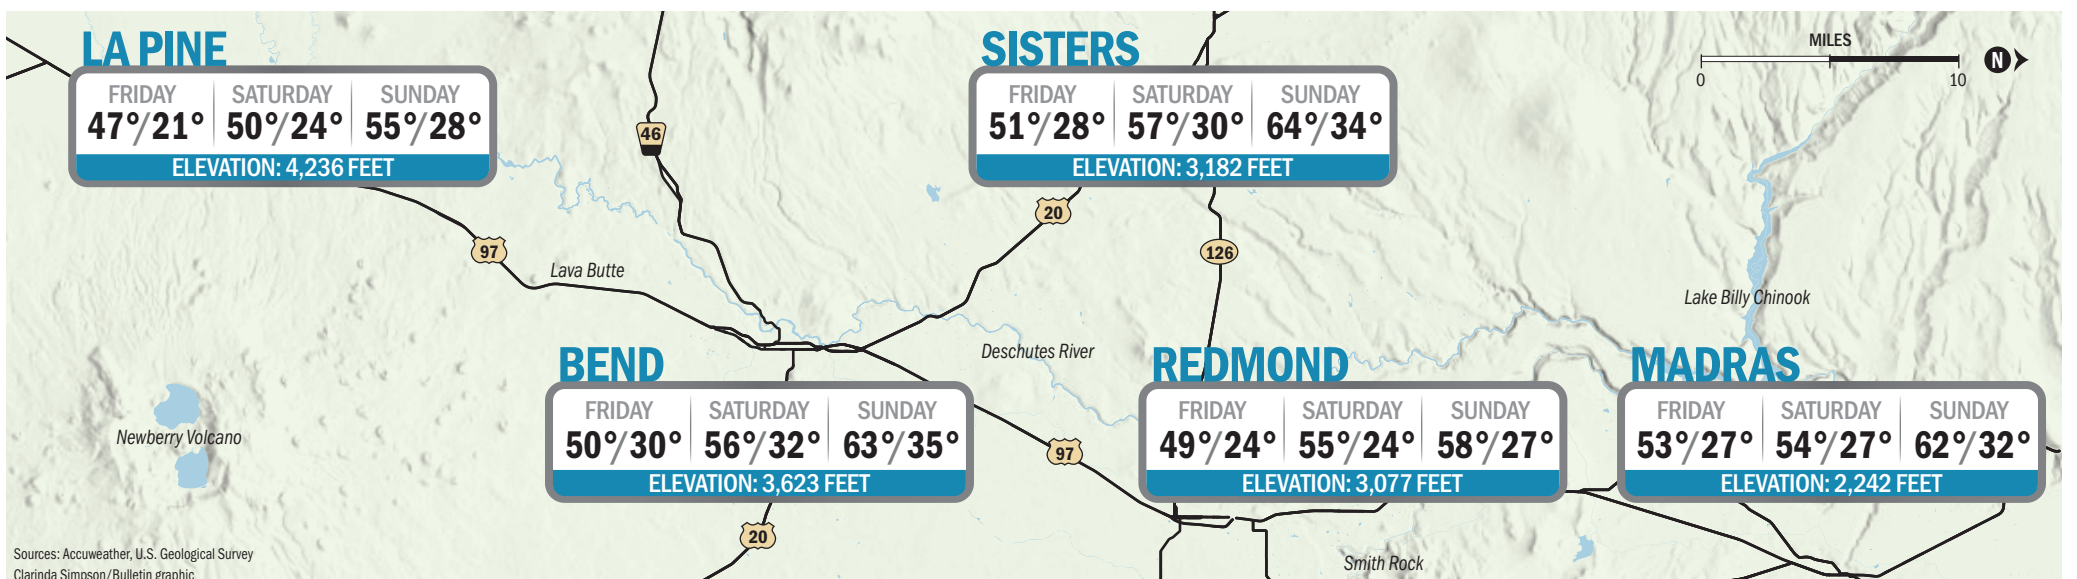 LA PINE
FRIDAY SATURDAY SUNDAY
47°/21° 50°/24° 55°/28°
ELEVATION: 4,236 FEET
46
SISTERS
FRIDAY SATURDAY SUNDAY
51°/28° 57°/30° 64°/34°
ELEVATION: 3,182 FEET
MILES
0 10
N
20
97
126
Lava Butte
Lake Billy Chinook
Deschutes River
BEND
FRIDAY SATURDAY SUNDAY
50°/30° 56°/32° 63°/35°
ELEVATION: 3,623 FEET
REDMOND
FRIDAY SATURDAY SUNDAY
49°/24° 55°/24° 58°/27°
ELEVATION: 3,077 FEET
MADRAS
FRIDAY SATURDAY SUNDAY
53°/27° 54°/27° 62°/32°
ELEVATION: 2,242 FEET
Newberry Volcano
97
20
Smith Rock
Sources: Accuweather, U.S. Geological Survey
Clarinda Simpson/Bulletin graphic